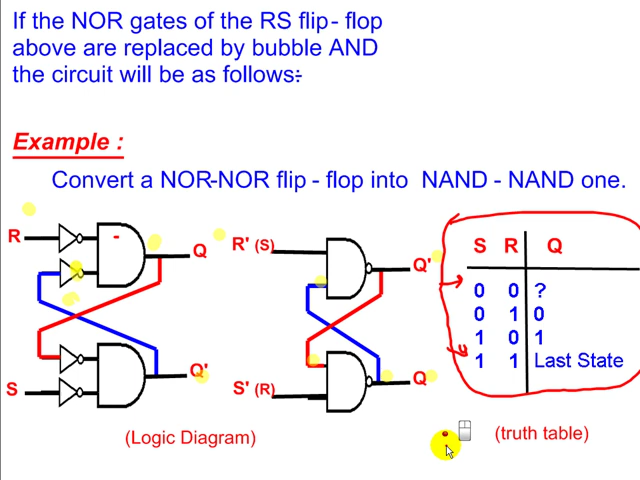 If the NOR gates of the RS flip - flop
above are replaced by bubble AND
the circuit will be as follows:-
Example :
Convert a NOR-NOR flip - flop into NAND - NAND one.
R
Q
S
Q'
(Logic Diagram)
R' (S)
Q'
S' (R)
Q
S R Q
0 0 ?
0 1 0
1 0 1
1 1 Last State
(truth table)